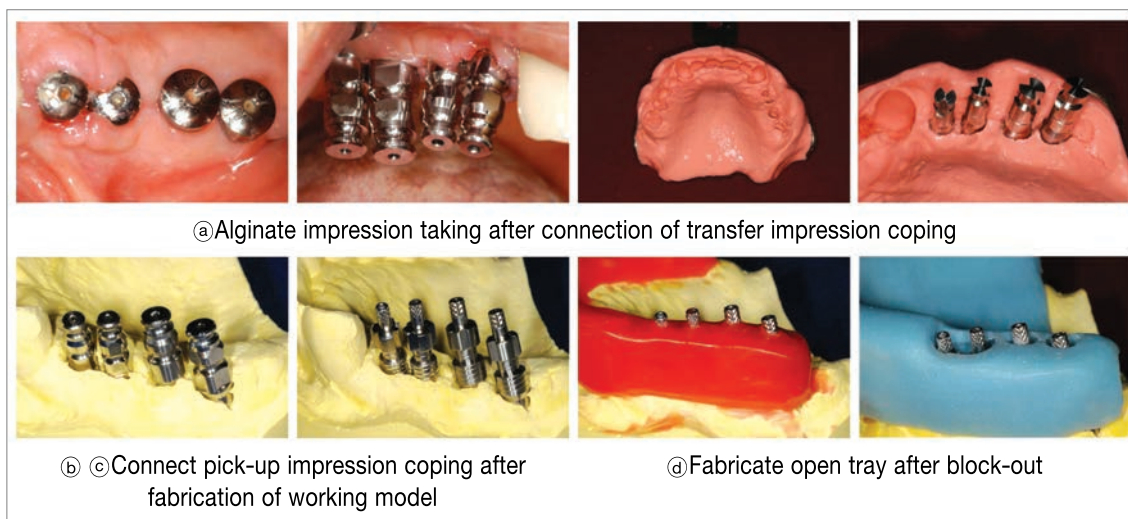 ⓐAlginate impression taking after connection of transfer impression coping
ⓑ ⓒConnect pick-up impression coping after
fabrication of working model
ⓓFabricate open tray after block-out